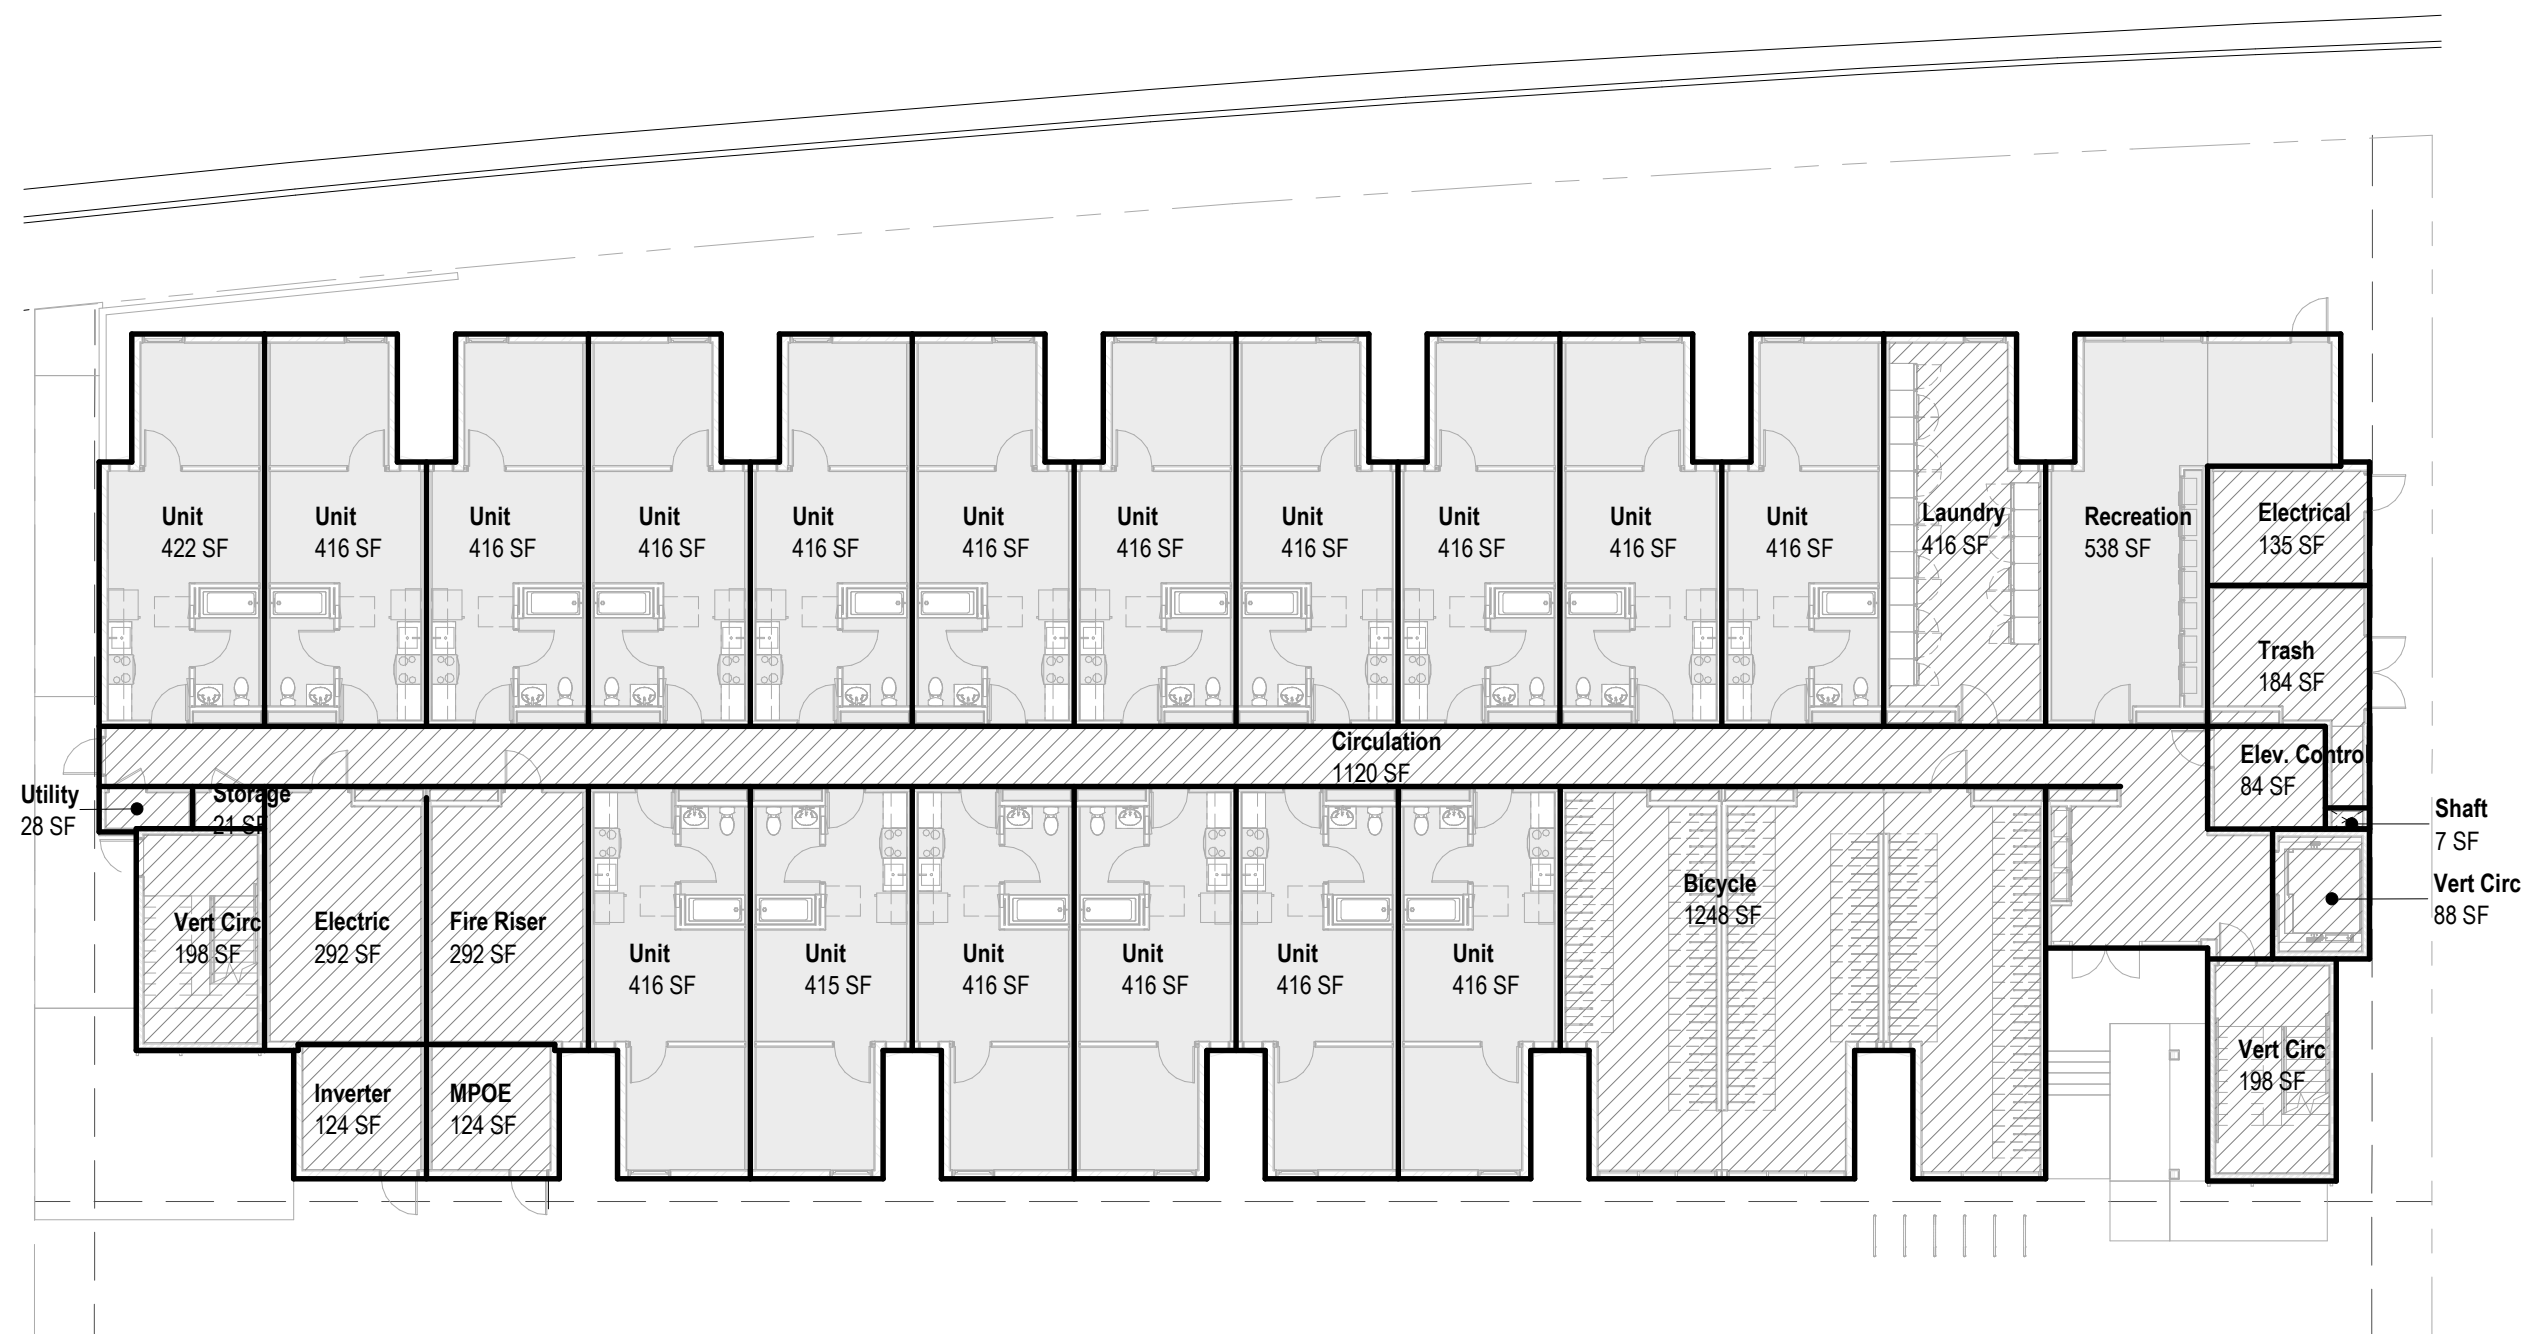 Unit
422 SF
Unit
416 SF
Unit
416 SF
Unit
416 SF
Unit
416 SF
Unit
416 SF
Unit
416 SF
Unit
416 SF
Unit
416 SF
Unit
416 SF
Unit
416 SF
Laundry
416 SF
Recreation
538 SF
Electrical
135 SF
Trash
184 SF
Circulation
1120 SF
Elev. Control
84 SF
Utility
28 SF
Storage
21 SF
Shaft
7 SF
Vert Circ
88 SF
Vert Circ
198 SF
Electric
292 SF
Fire Riser
292 SF
Unit
416 SF
Unit
415 SF
Unit
416 SF
Unit
416 SF
Unit
416 SF
Unit
416 SF
Bicycle
1248 SF
Inverter
124 SF
MPOE
124 SF
Vert Circ
198 SF